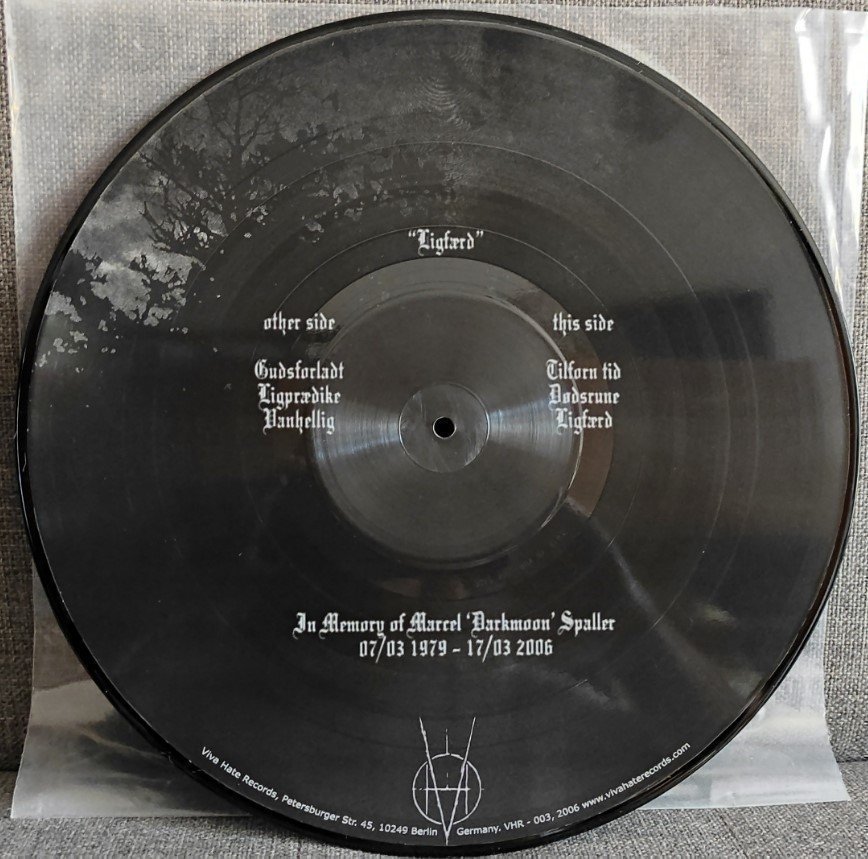 “Ligfærd”
other side
Gudsforladt
Ligprædike
Vanhellig
this side
Tilforn tid
Dødsrune
Ligfærd
In Memory of Marcel ‘Darkmoon’ Spaller
07/03 1979 - 17/03 2006
Viva Hate Records, Petersburger Str. 45, 10249 Berlin Germany. VHR - 003, 2006 www.vivahaterecords.com